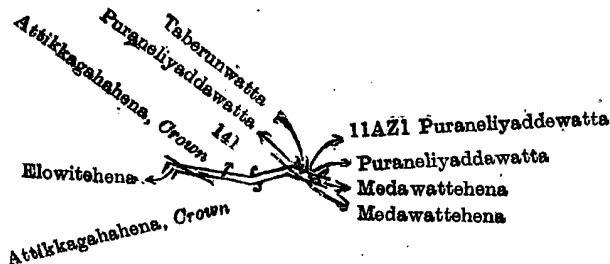 Taberunwatta
Puraneliyaddawatta
Attikkagahahena, Crown
141
11AZ1 Puraneliyaddewatta
Puraneliyaddawatta
Medawattehena
Medawattehena
Elowitehena
Attikkagahahena, Crown